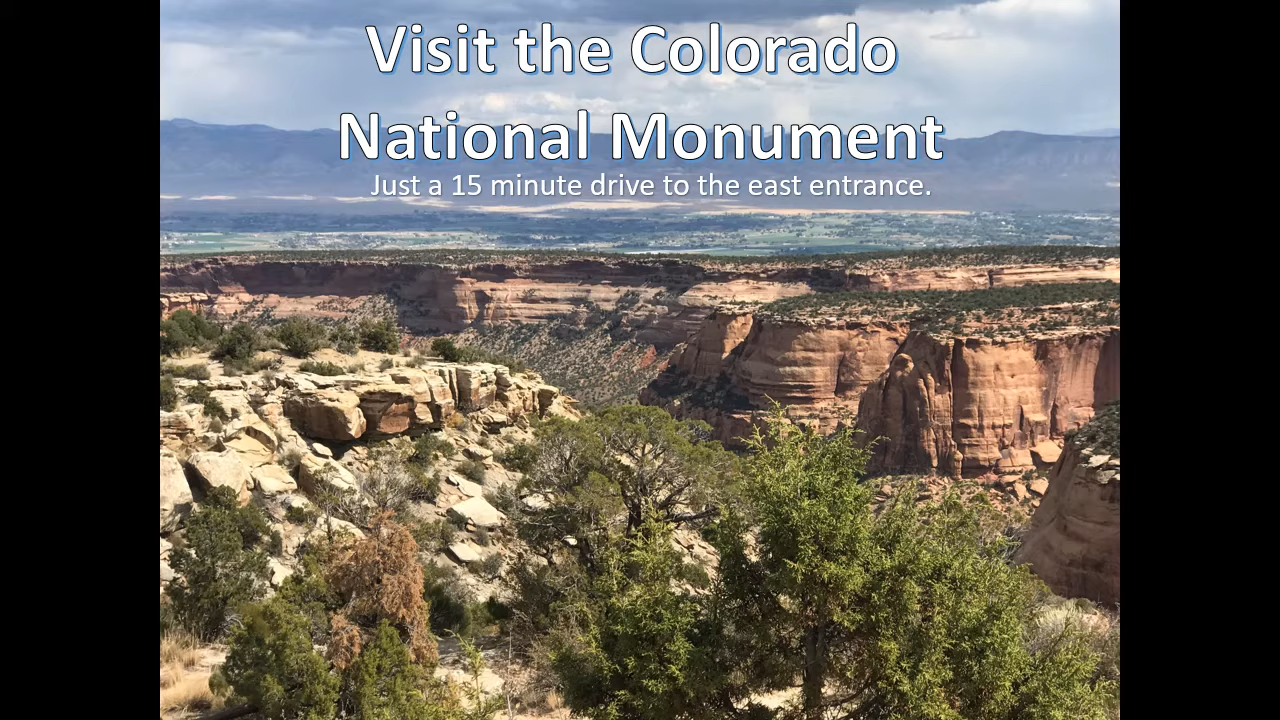 Visit the Colorado
National Monument
Just a 15 minute drive to the east entrance.